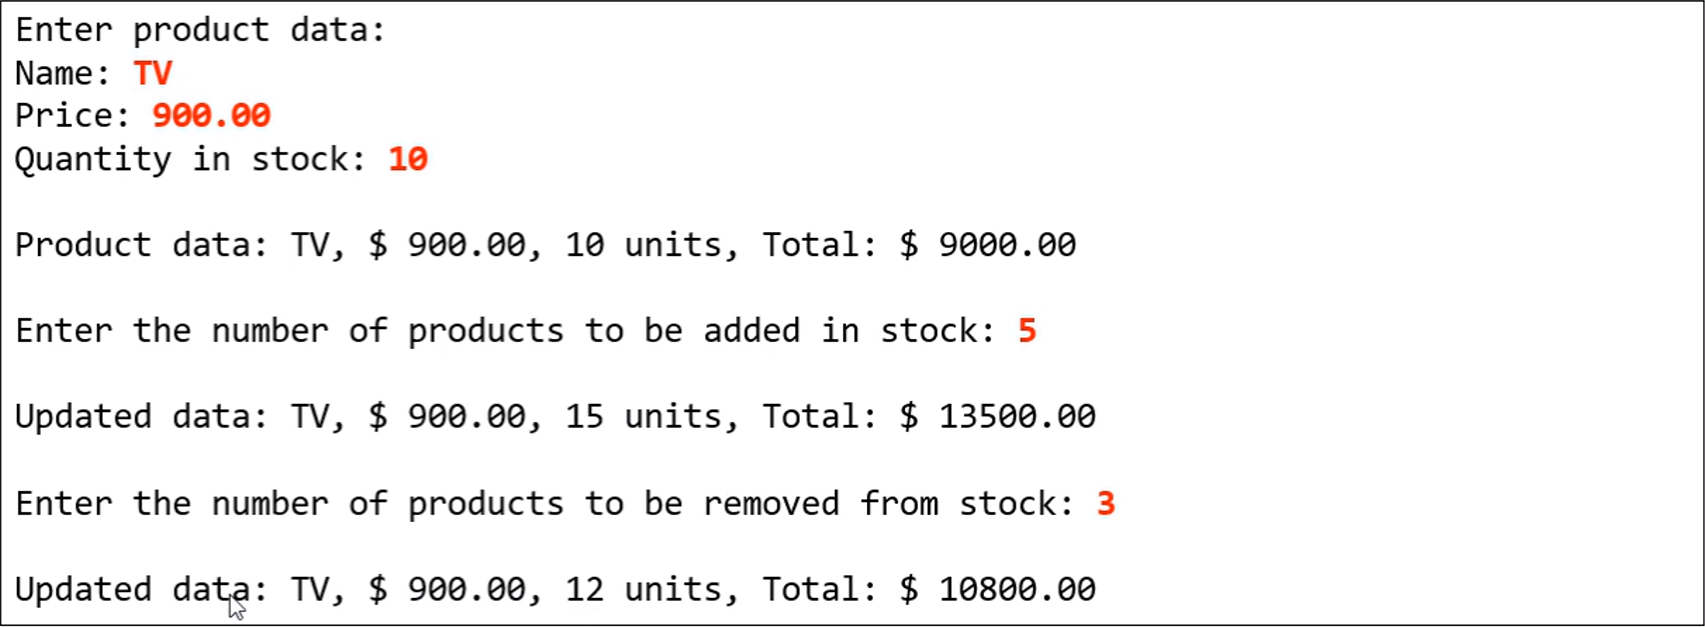 Enter product data:
Name: TV
Price: 900.00
Quantity in stock: 10
Product data: TV, $ 900.00, 10 units, Total: $ 9000.00
Enter the number of products to be added in stock: 5
Updated data: TV, $ 900.00, 15 units, Total: $ 13500.00
Enter the number of products to be removed from stock: 3
Updated data: TV, $ 900.00, 12 units, Total: $ 10800.00